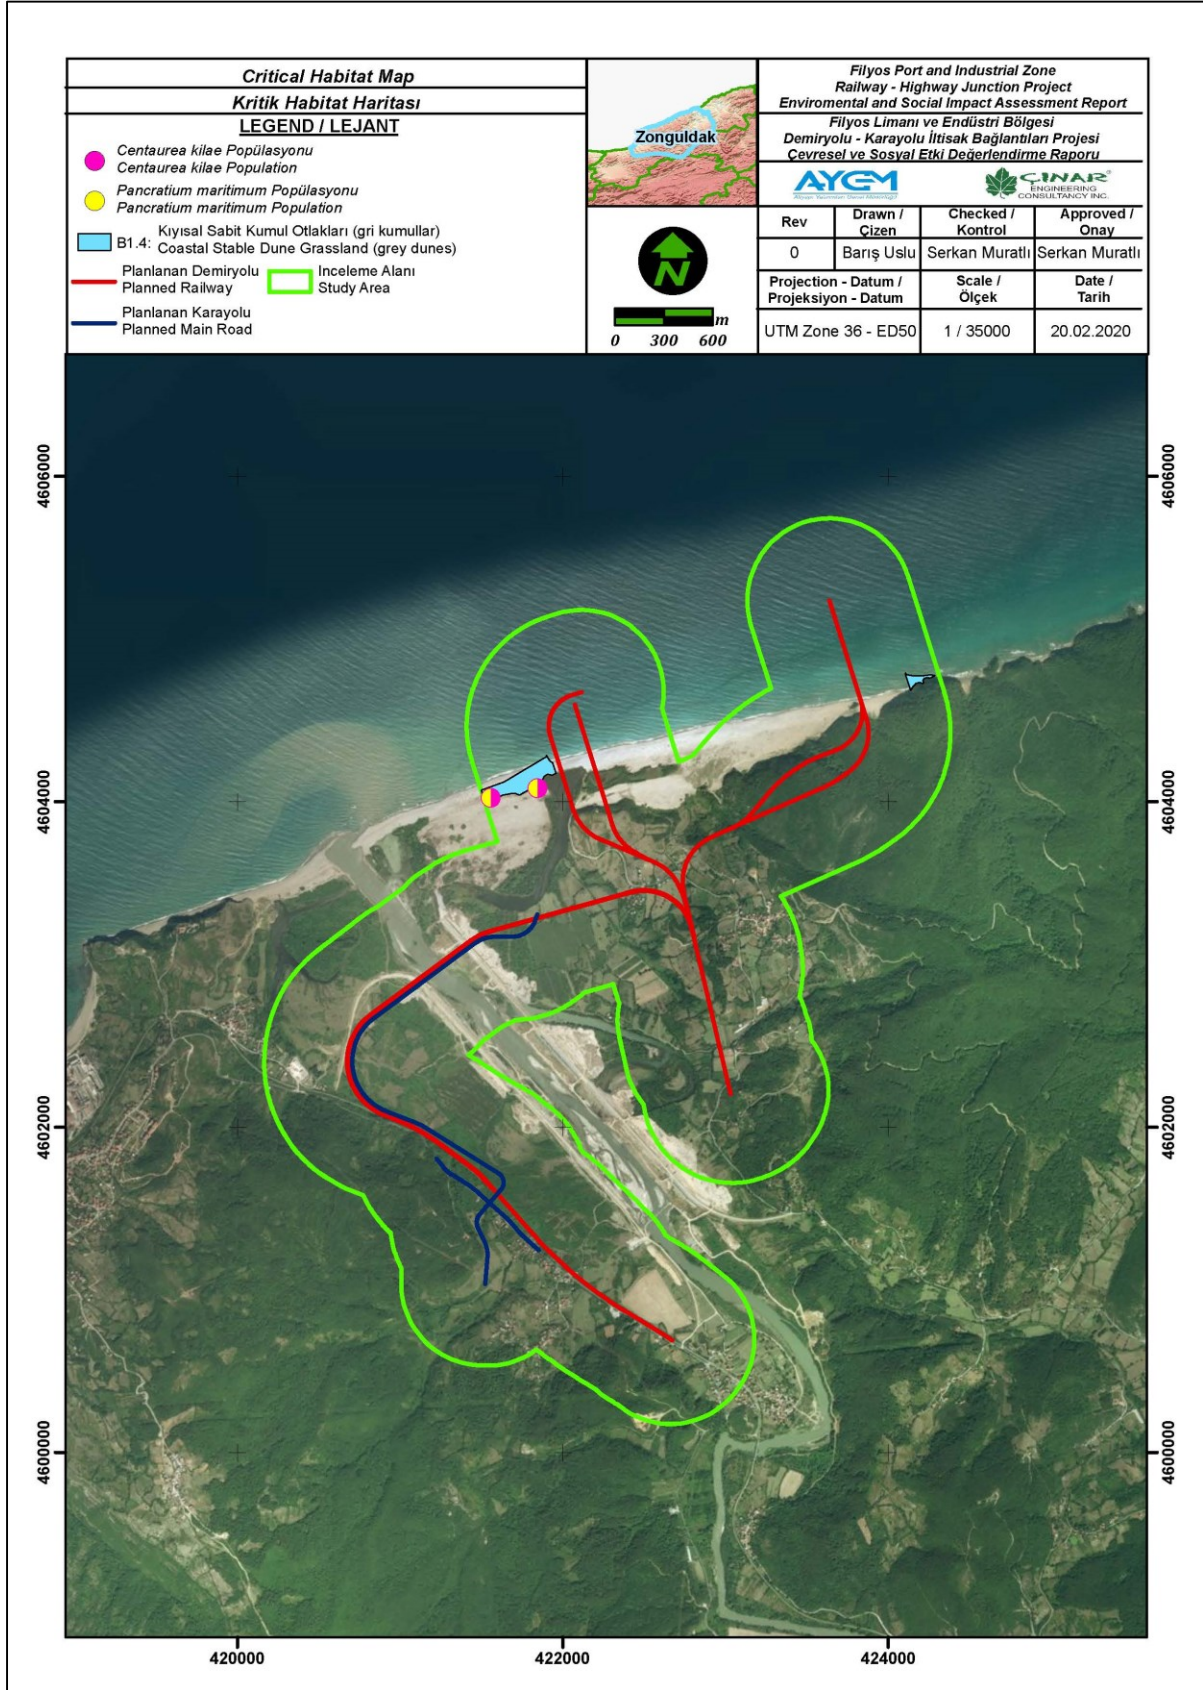 Critical Habitat Map
Kritik Habitat Haritası
LEGEND / LEJANT
Centaurea kilae Popülasyonu
Centaurea kilae Population
Pancratium maritimum Popülasyonu
Pancratium maritimum Population
B1.4: Kıyısal Sabit Kumul Otlakları (gri kumullar)
Coastal Stable Dune Grassland (grey dunes)
Planlanan Demiryolu
Planned Railway
İnceleme Alanı
Study Area
Planlanan Karayolu
Planned Main Road
Zonguldak
N
m
0 300 600
Filyos Port and Industrial Zone
Railway - Highway Junction Project
Enviromental and Social Impact Assessment Report
Filyos Limanı ve Endüstri Bölgesi
Demiryolu - Karayolu İltisak Bağlantıları Projesi
Çevresel ve Sosyal Etki Değerlendirme Raporu
AYGM
ÇINAR®
ENGINEERING
CONSULTANCY INC.
Rev
Drawn /
Çizen
Checked /
Kontrol
Approved /
Onay
0
Barış Uslu
Serkan Muratlı
Serkan Muratlı
Projection - Datum /
Projeksiyon - Datum
Scale /
Ölçek
Date /
Tarih
UTM Zone 36 - ED50
1 / 35000
20.02.2020
4606000
4606000
4604000
4604000
4602000
4602000
4600000
4600000
420000
422000
424000